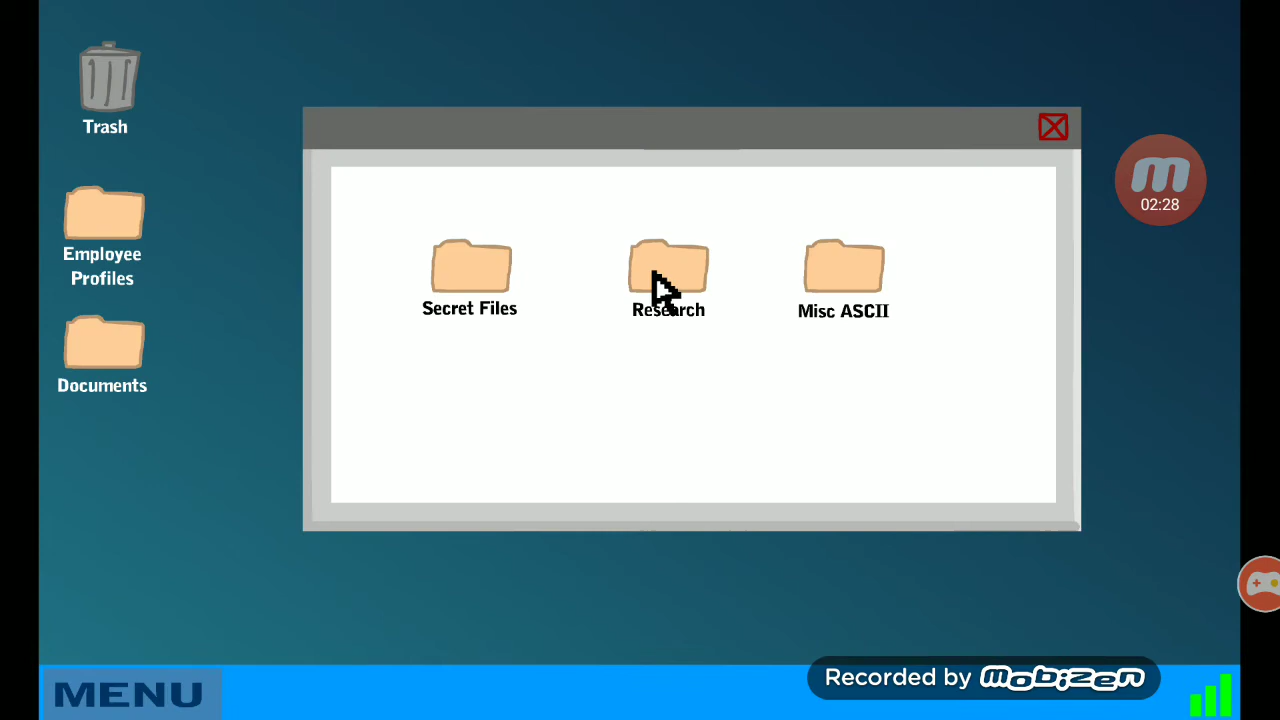 Trash
Employee
Profiles
Documents
Secret Files
Research
Misc ASCII
02:28
MENU
Recorded by mobizen